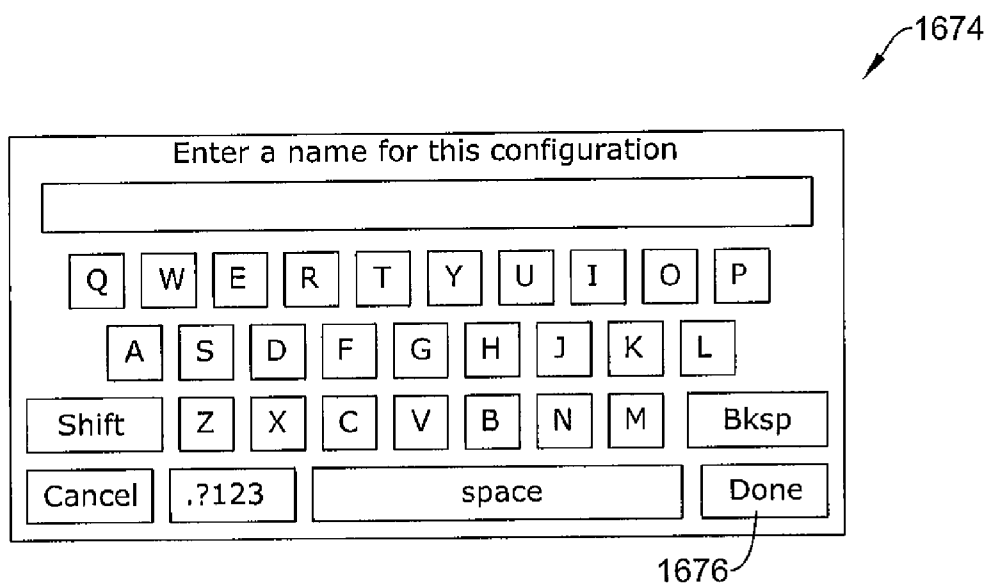 1674
Enter a name for this configuration
Q W E R T Y U I O P
A S D F G H J K L
Shift Z X C V B N M Bksp
Cancel .?123 space Done
1676